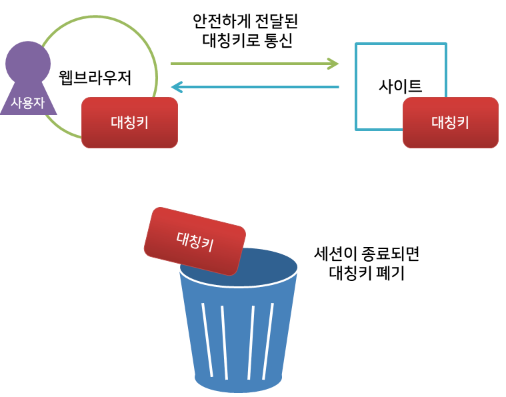 안전하게 전달된
대칭키로 통신
웹브라우저
사이트
사용자
대칭키
대칭키
대칭키
세션이 종료되면
대칭키 폐기